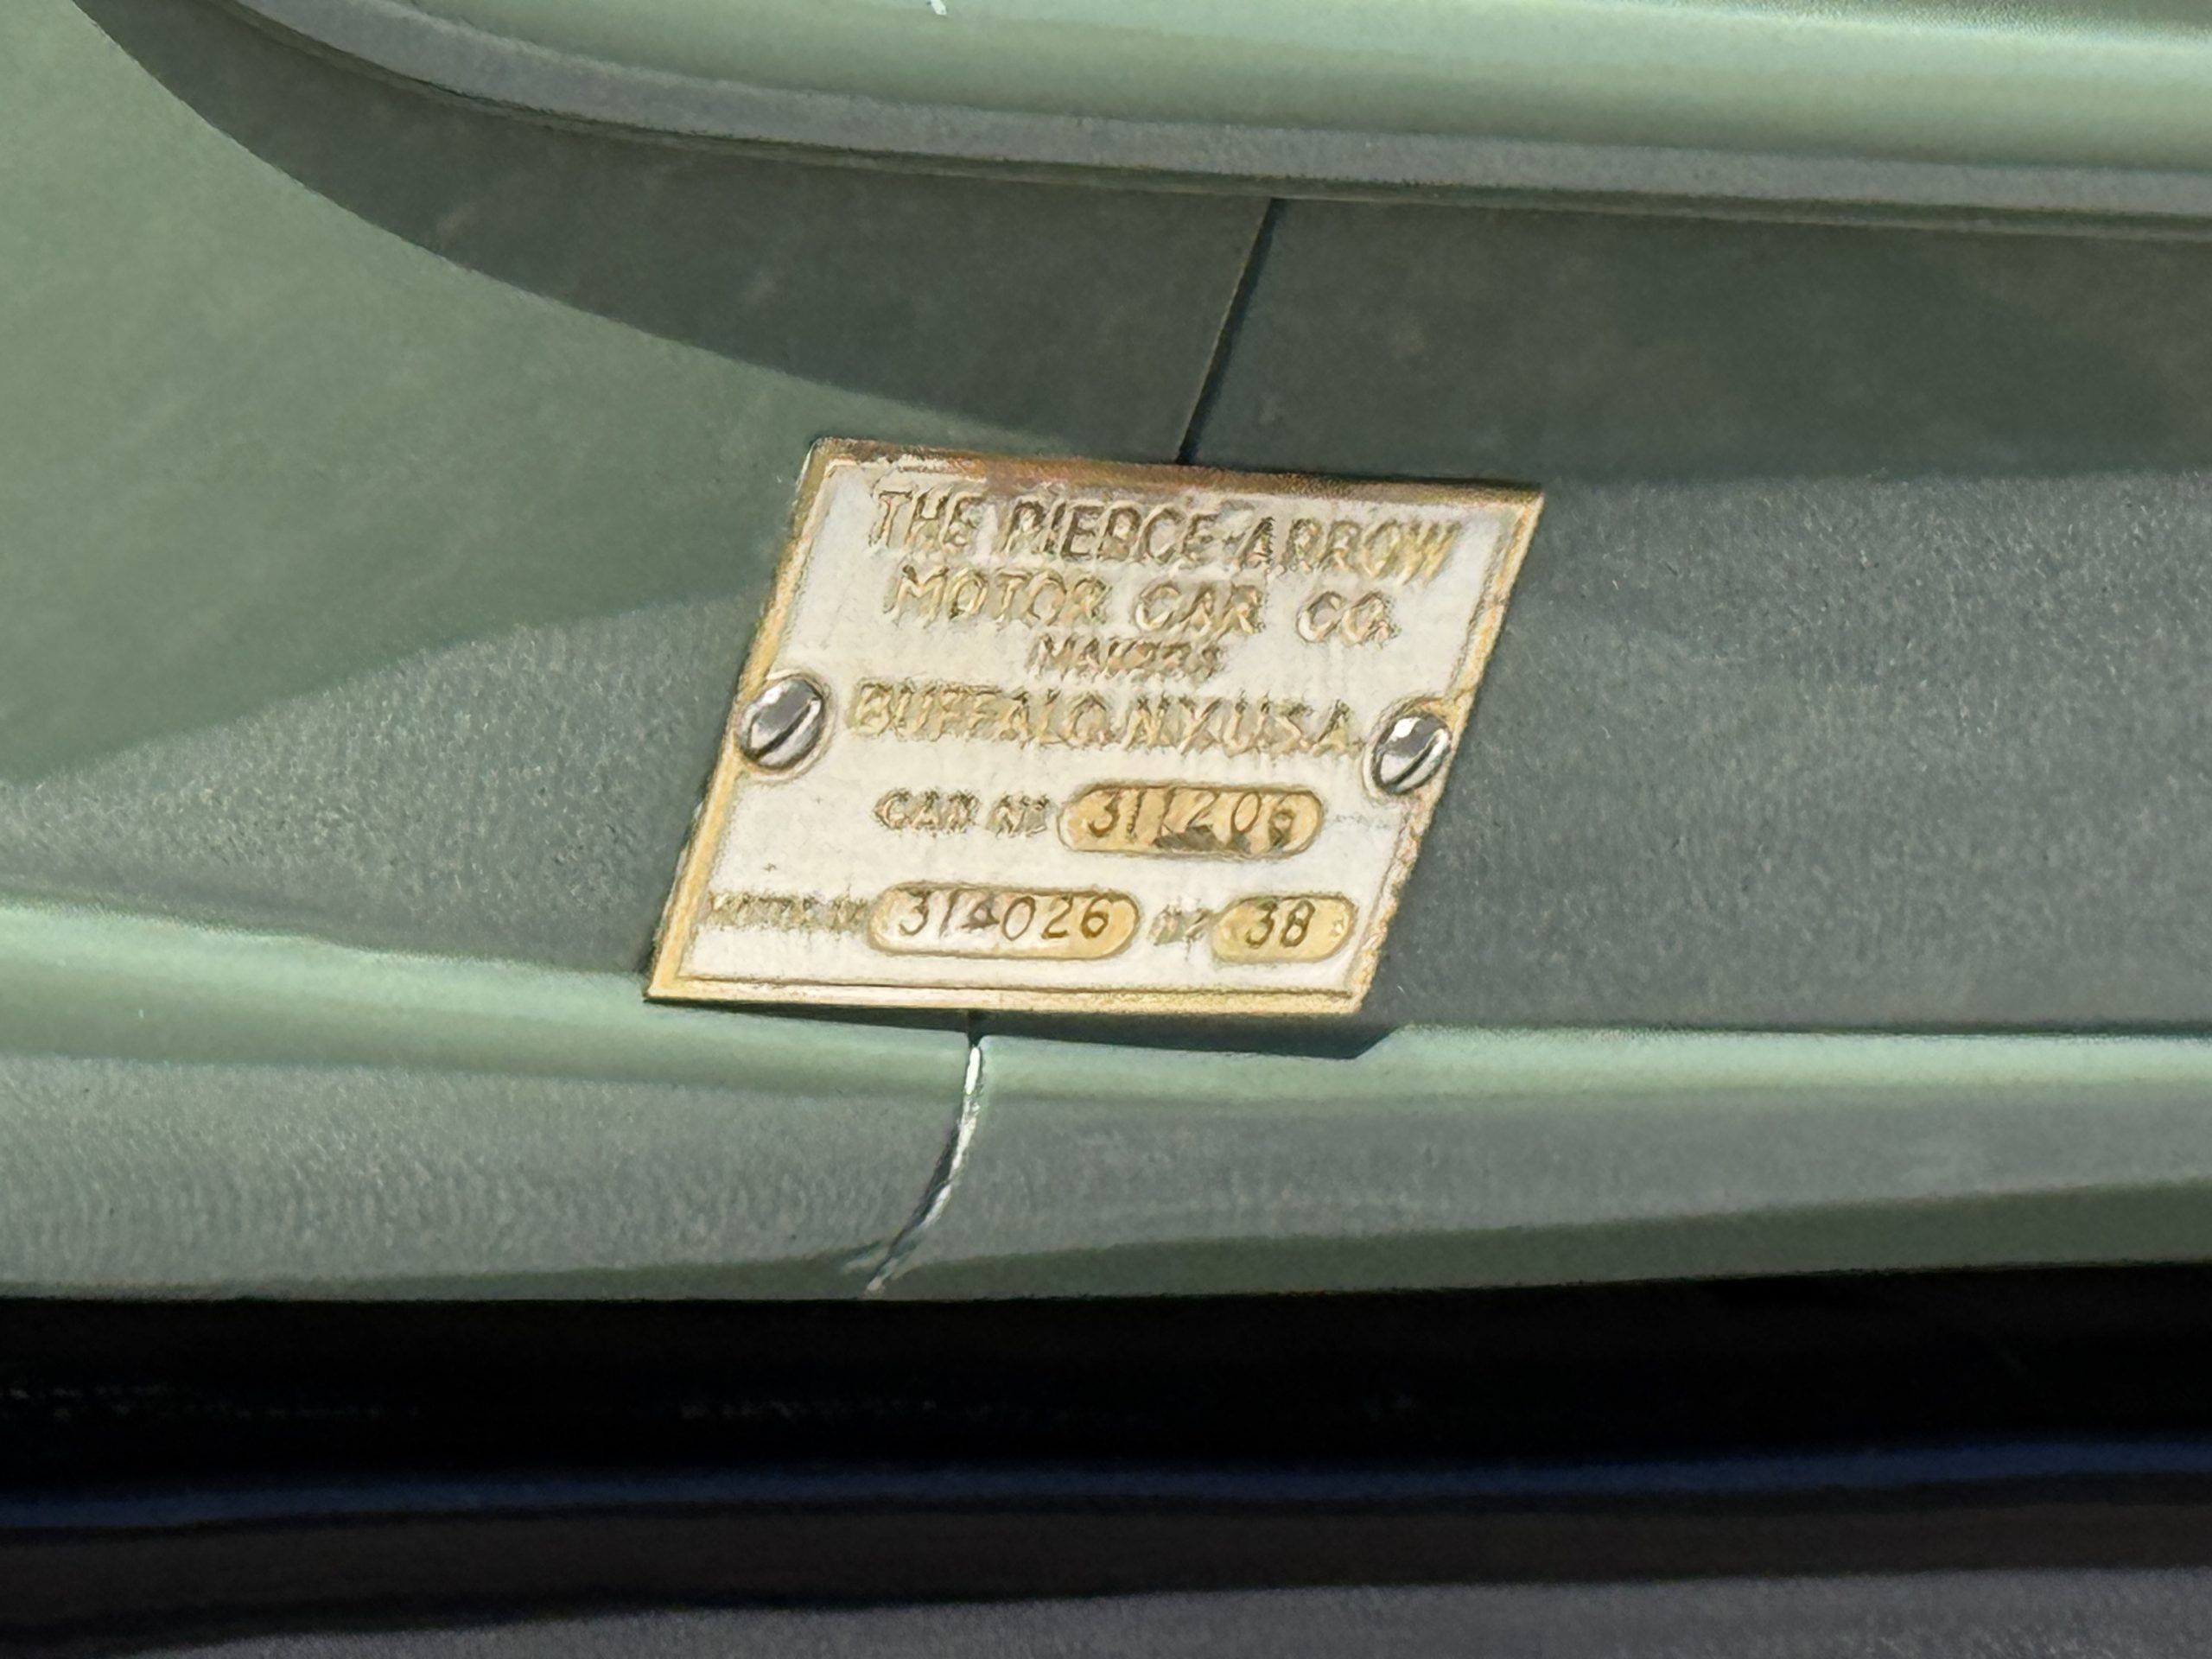 THE PIERCE-ARROW
MOTOR CAR CO.
MAKERS
BUFFALO.N.Y.U.S.A.
CAR Nº 311206
314026 38